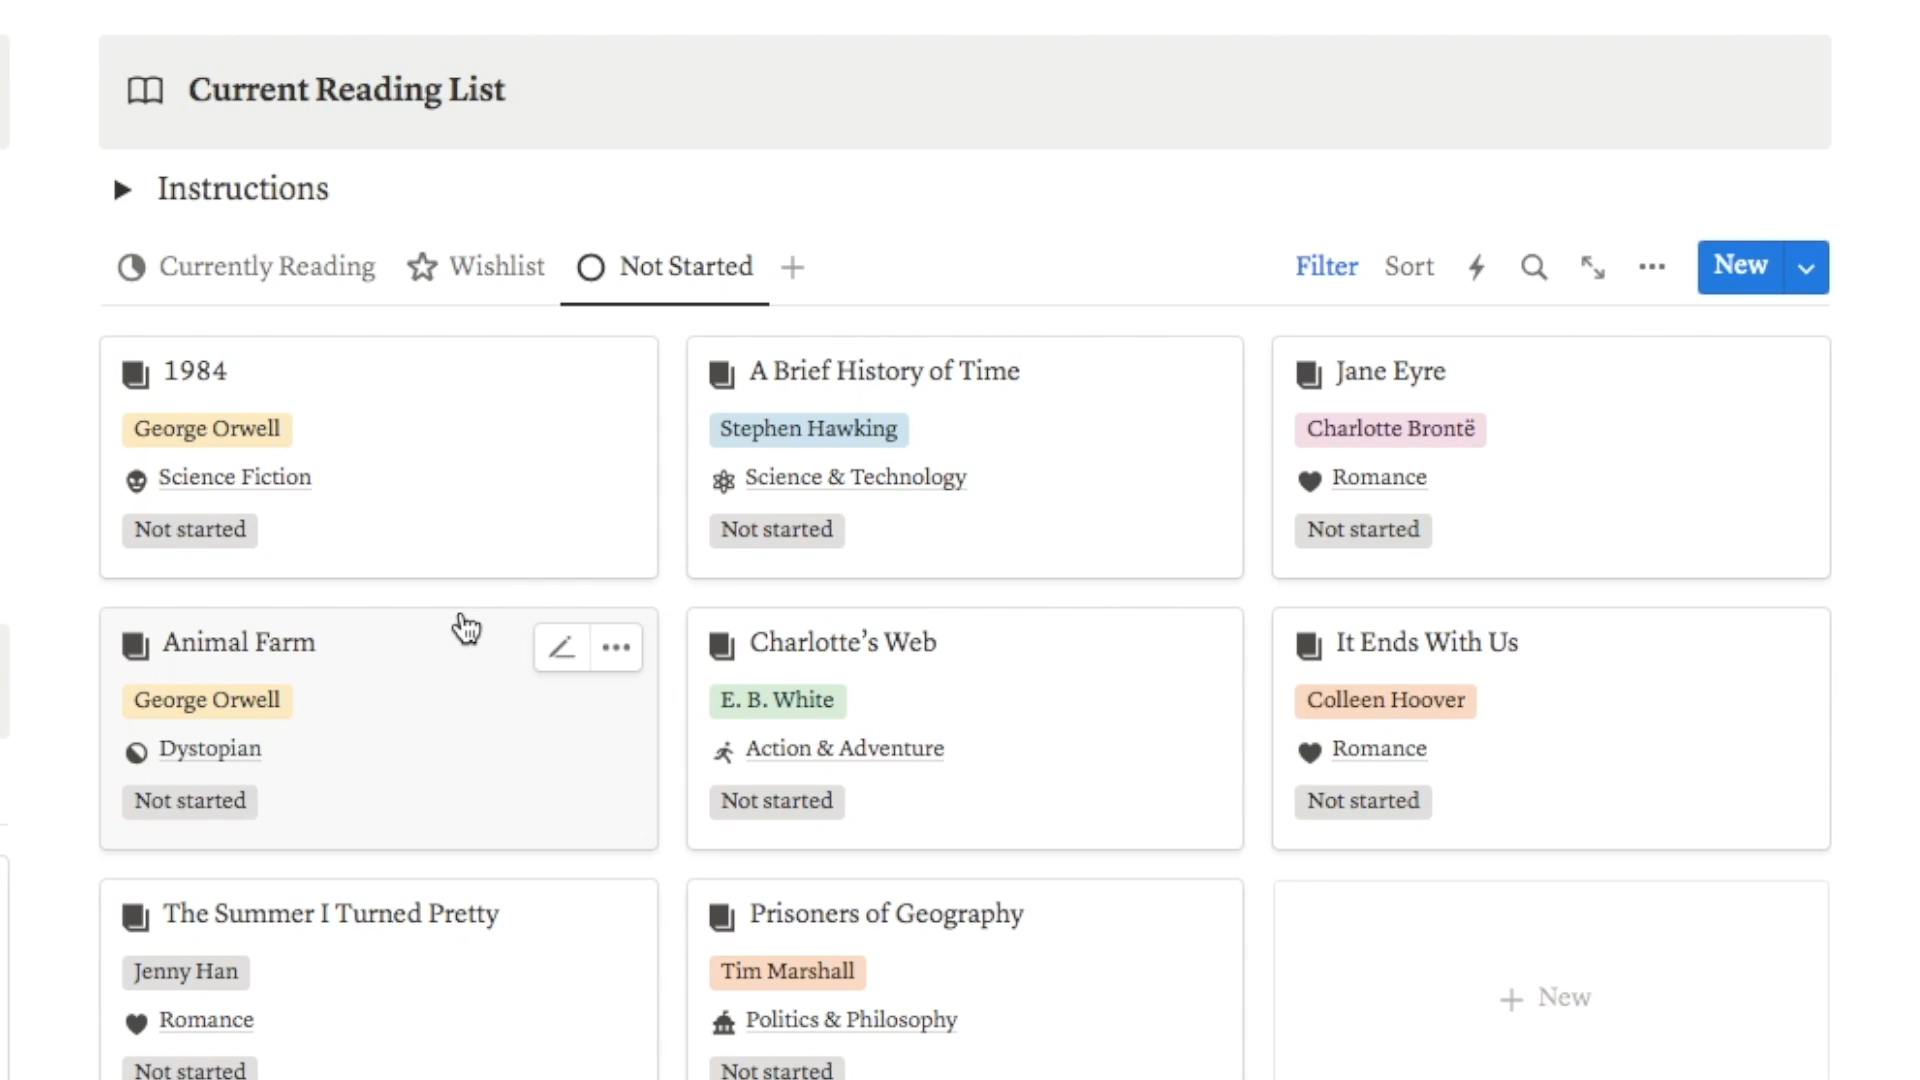 Current Reading List
Instructions
Currently Reading Wishlist Not Started Filter Sort New
1984 A Brief History of Time Jane Eyre
George Orwell Stephen Hawking Charlotte Brontë
Science Fiction Science & Technology Romance
Not started Not started Not started
Animal Farm Charlotte’s Web It Ends With Us
George Orwell E. B. White Colleen Hoover
Dystopian Action & Adventure Romance
Not started Not started Not started
The Summer I Turned Pretty Prisoners of Geography
Jenny Han Tim Marshall
+ New
Romance Politics & Philosophy
Not started Not started